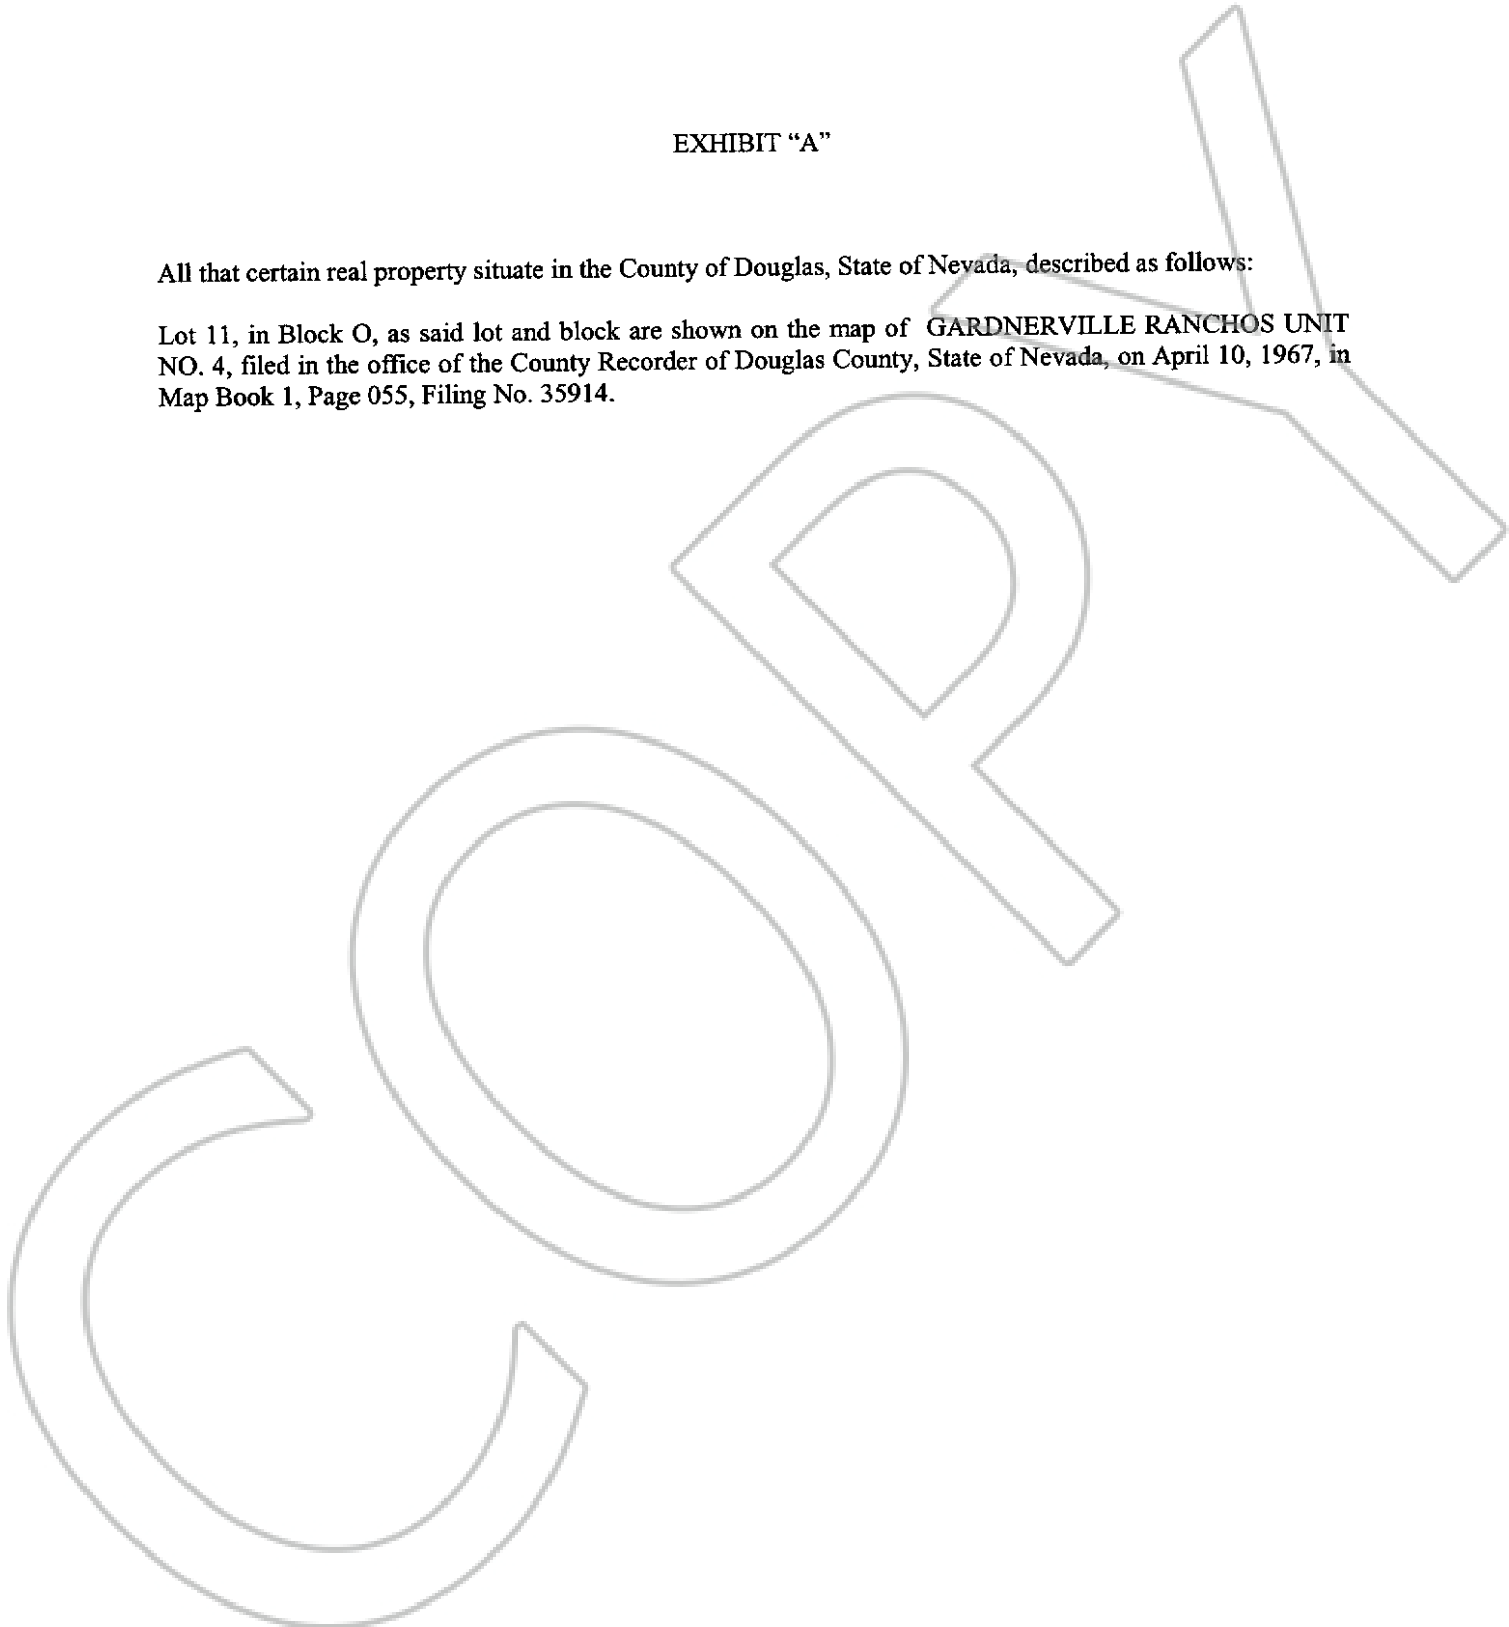 EXHIBIT “A”
All that certain real property situate in the County of Douglas, State of Nevada, described as follows:
Lot 11, in Block O, as said lot and block are shown on the map of GARDNERVILLE RANCHOS UNIT
NO. 4, filed in the office of the County Recorder of Douglas County, State of Nevada, on April 10, 1967, in
Map Book 1, Page 055, Filing No. 35914.
COPY